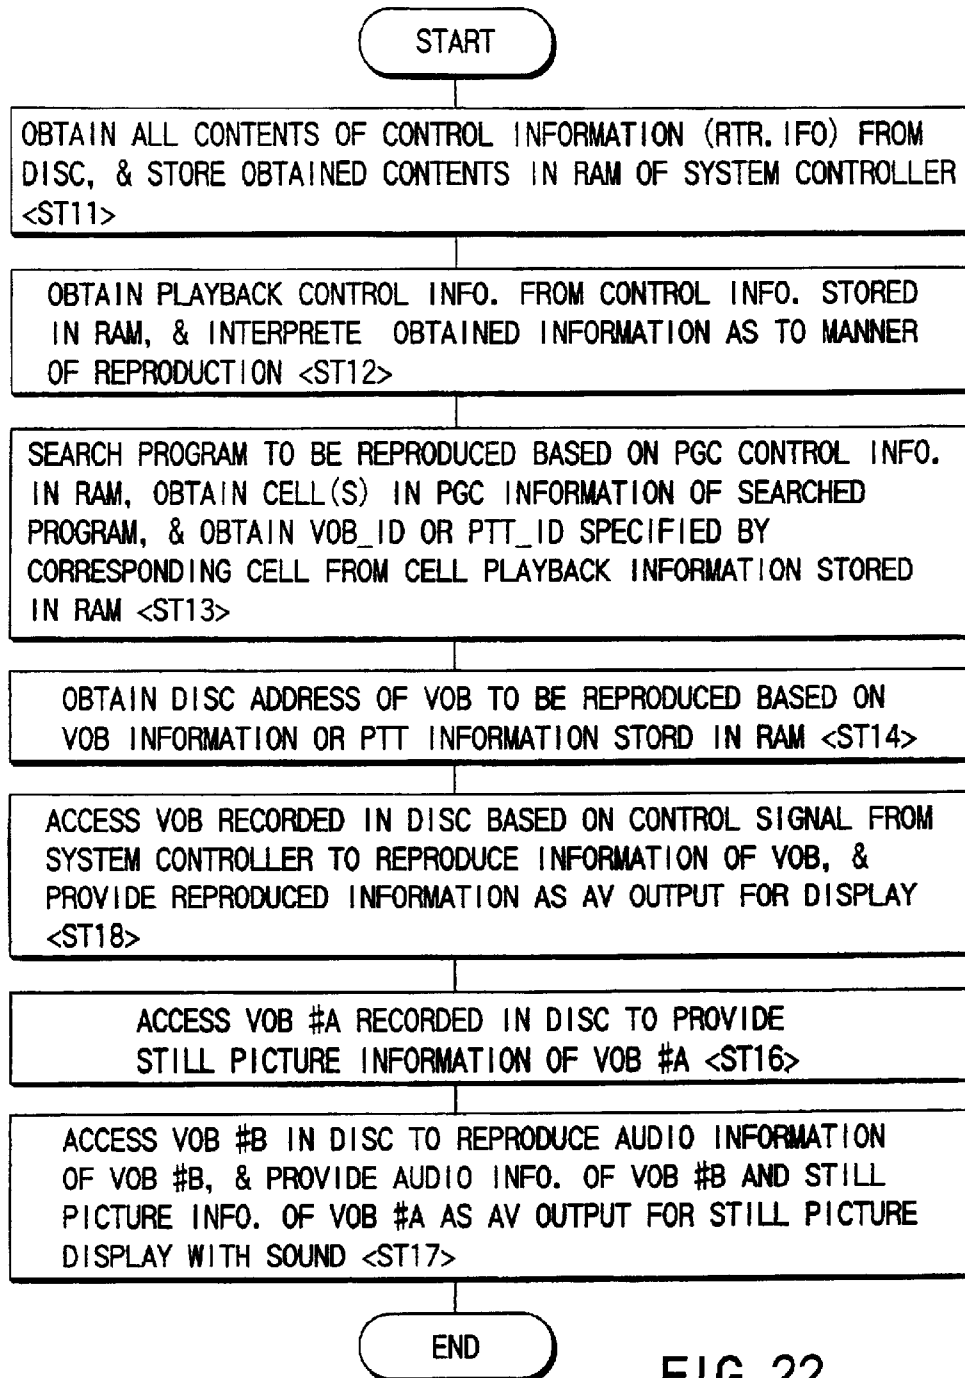 START
OBTAIN ALL CONTENTS OF CONTROL INFORMATION (RTR.IFO) FROM
DISC, & STORE OBTAINED CONTENTS IN RAM OF SYSTEM CONTROLLER
<ST11>
OBTAIN PLAYBACK CONTROL INFO. FROM CONTROL INFO. STORED
IN RAM, & INTERPRETE OBTAINED INFORMATION AS TO MANNER
OF REPRODUCTION <ST12>
SEARCH PROGRAM TO BE REPRODUCED BASED ON PGC CONTROL INFO.
IN RAM, OBTAIN CELL(S) IN PGC INFORMATION OF SEARCHED
PROGRAM, & OBTAIN VOB_ID OR PTT_ID SPECIFIED BY
CORRESPONDING CELL FROM CELL PLAYBACK INFORMATION STORED
IN RAM <ST13>
OBTAIN DISC ADDRESS OF VOB TO BE REPRODUCED BASED ON
VOB INFORMATION OR PTT INFORMATION STORD IN RAM <ST14>
ACCESS VOB RECORDED IN DISC BASED ON CONTROL SIGNAL FROM
SYSTEM CONTROLLER TO REPRODUCE INFORMATION OF VOB, &
PROVIDE REPRODUCED INFORMATION AS AV OUTPUT FOR DISPLAY
<ST18>
ACCESS VOB #A RECORDED IN DISC TO PROVIDE
STILL PICTURE INFORMATION OF VOB #A <ST16>
ACCESS VOB #B IN DISC TO REPRODUCE AUDIO INFORMATION
OF VOB #B, & PROVIDE AUDIO INFO. OF VOB #B AND STILL
PICTURE INFO. OF VOB #A AS AV OUTPUT FOR STILL PICTURE
DISPLAY WITH SOUND <ST17>
END
FIG. 22